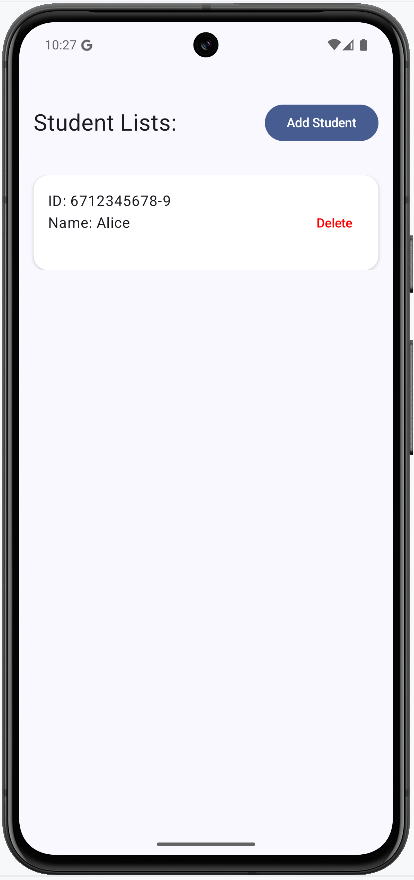 10:27 G
Student Lists:
Add Student
ID: 6712345678-9
Name: Alice
Delete